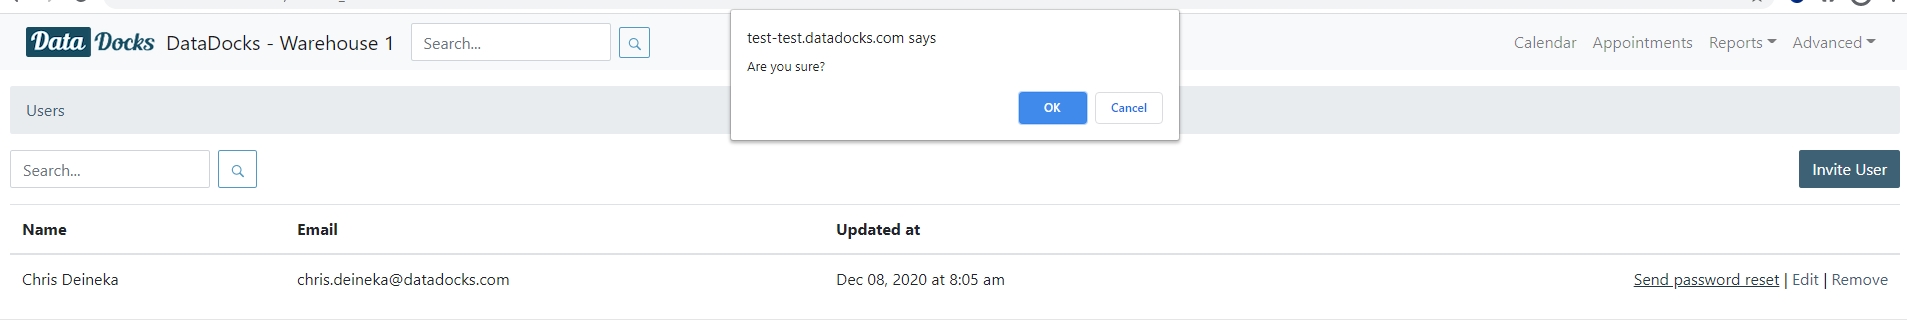 Data Docks DataDocks - Warehouse 1 Search... Calendar Appointments Reports Advanced
test-test.datadocks.com says
Are you sure?
OK Cancel
Users
Search... Invite User
Name Email Updated at
Chris Deineka chris.deineka@datadocks.com Dec 08, 2020 at 8:05 am Send password reset | Edit | Remove